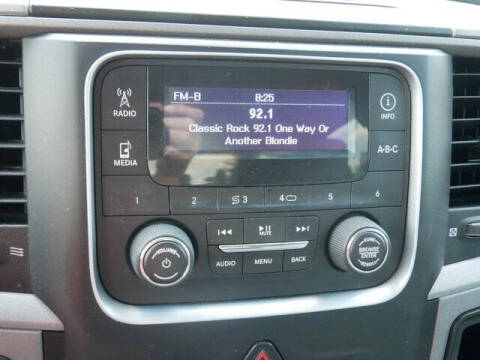 FM-B 8:25
92.1
Classic Rock 92.1 One Way Or
Another Blondie
RADIO
MEDIA
INFO
A-B-C
1 2 3 4 5 6
MUTE
AUDIO MENU BACK
VOLUME
BROWSE
ENTER